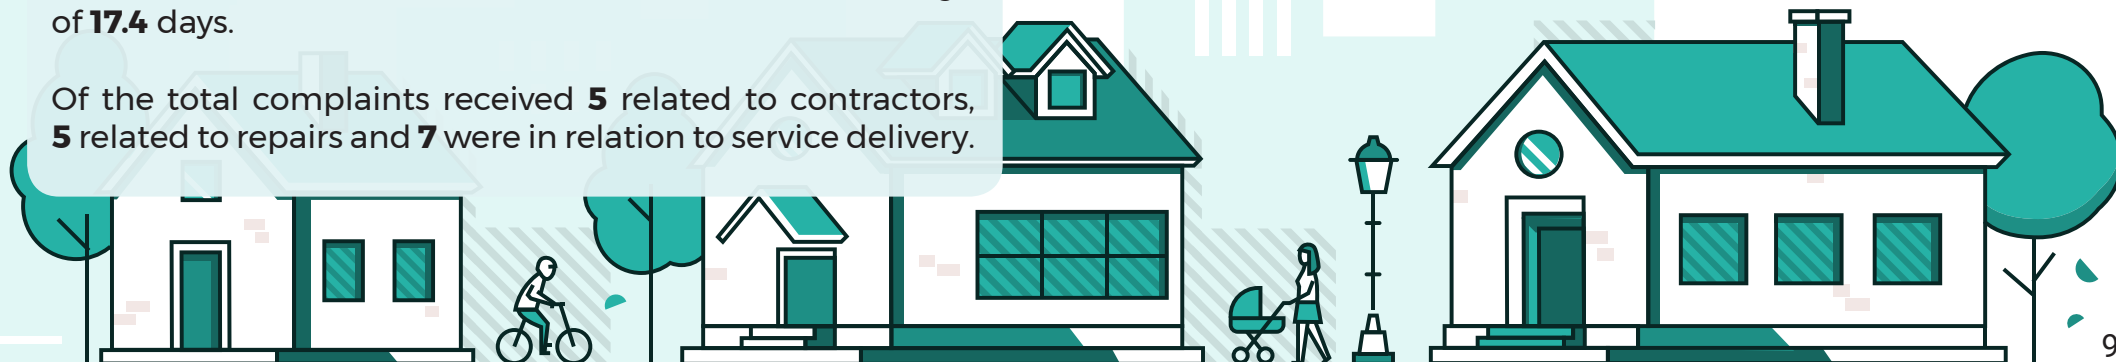 of 17.4 days.
Of the total complaints received 5 related to contractors,
5 related to repairs and 7 were in relation to service delivery.
9